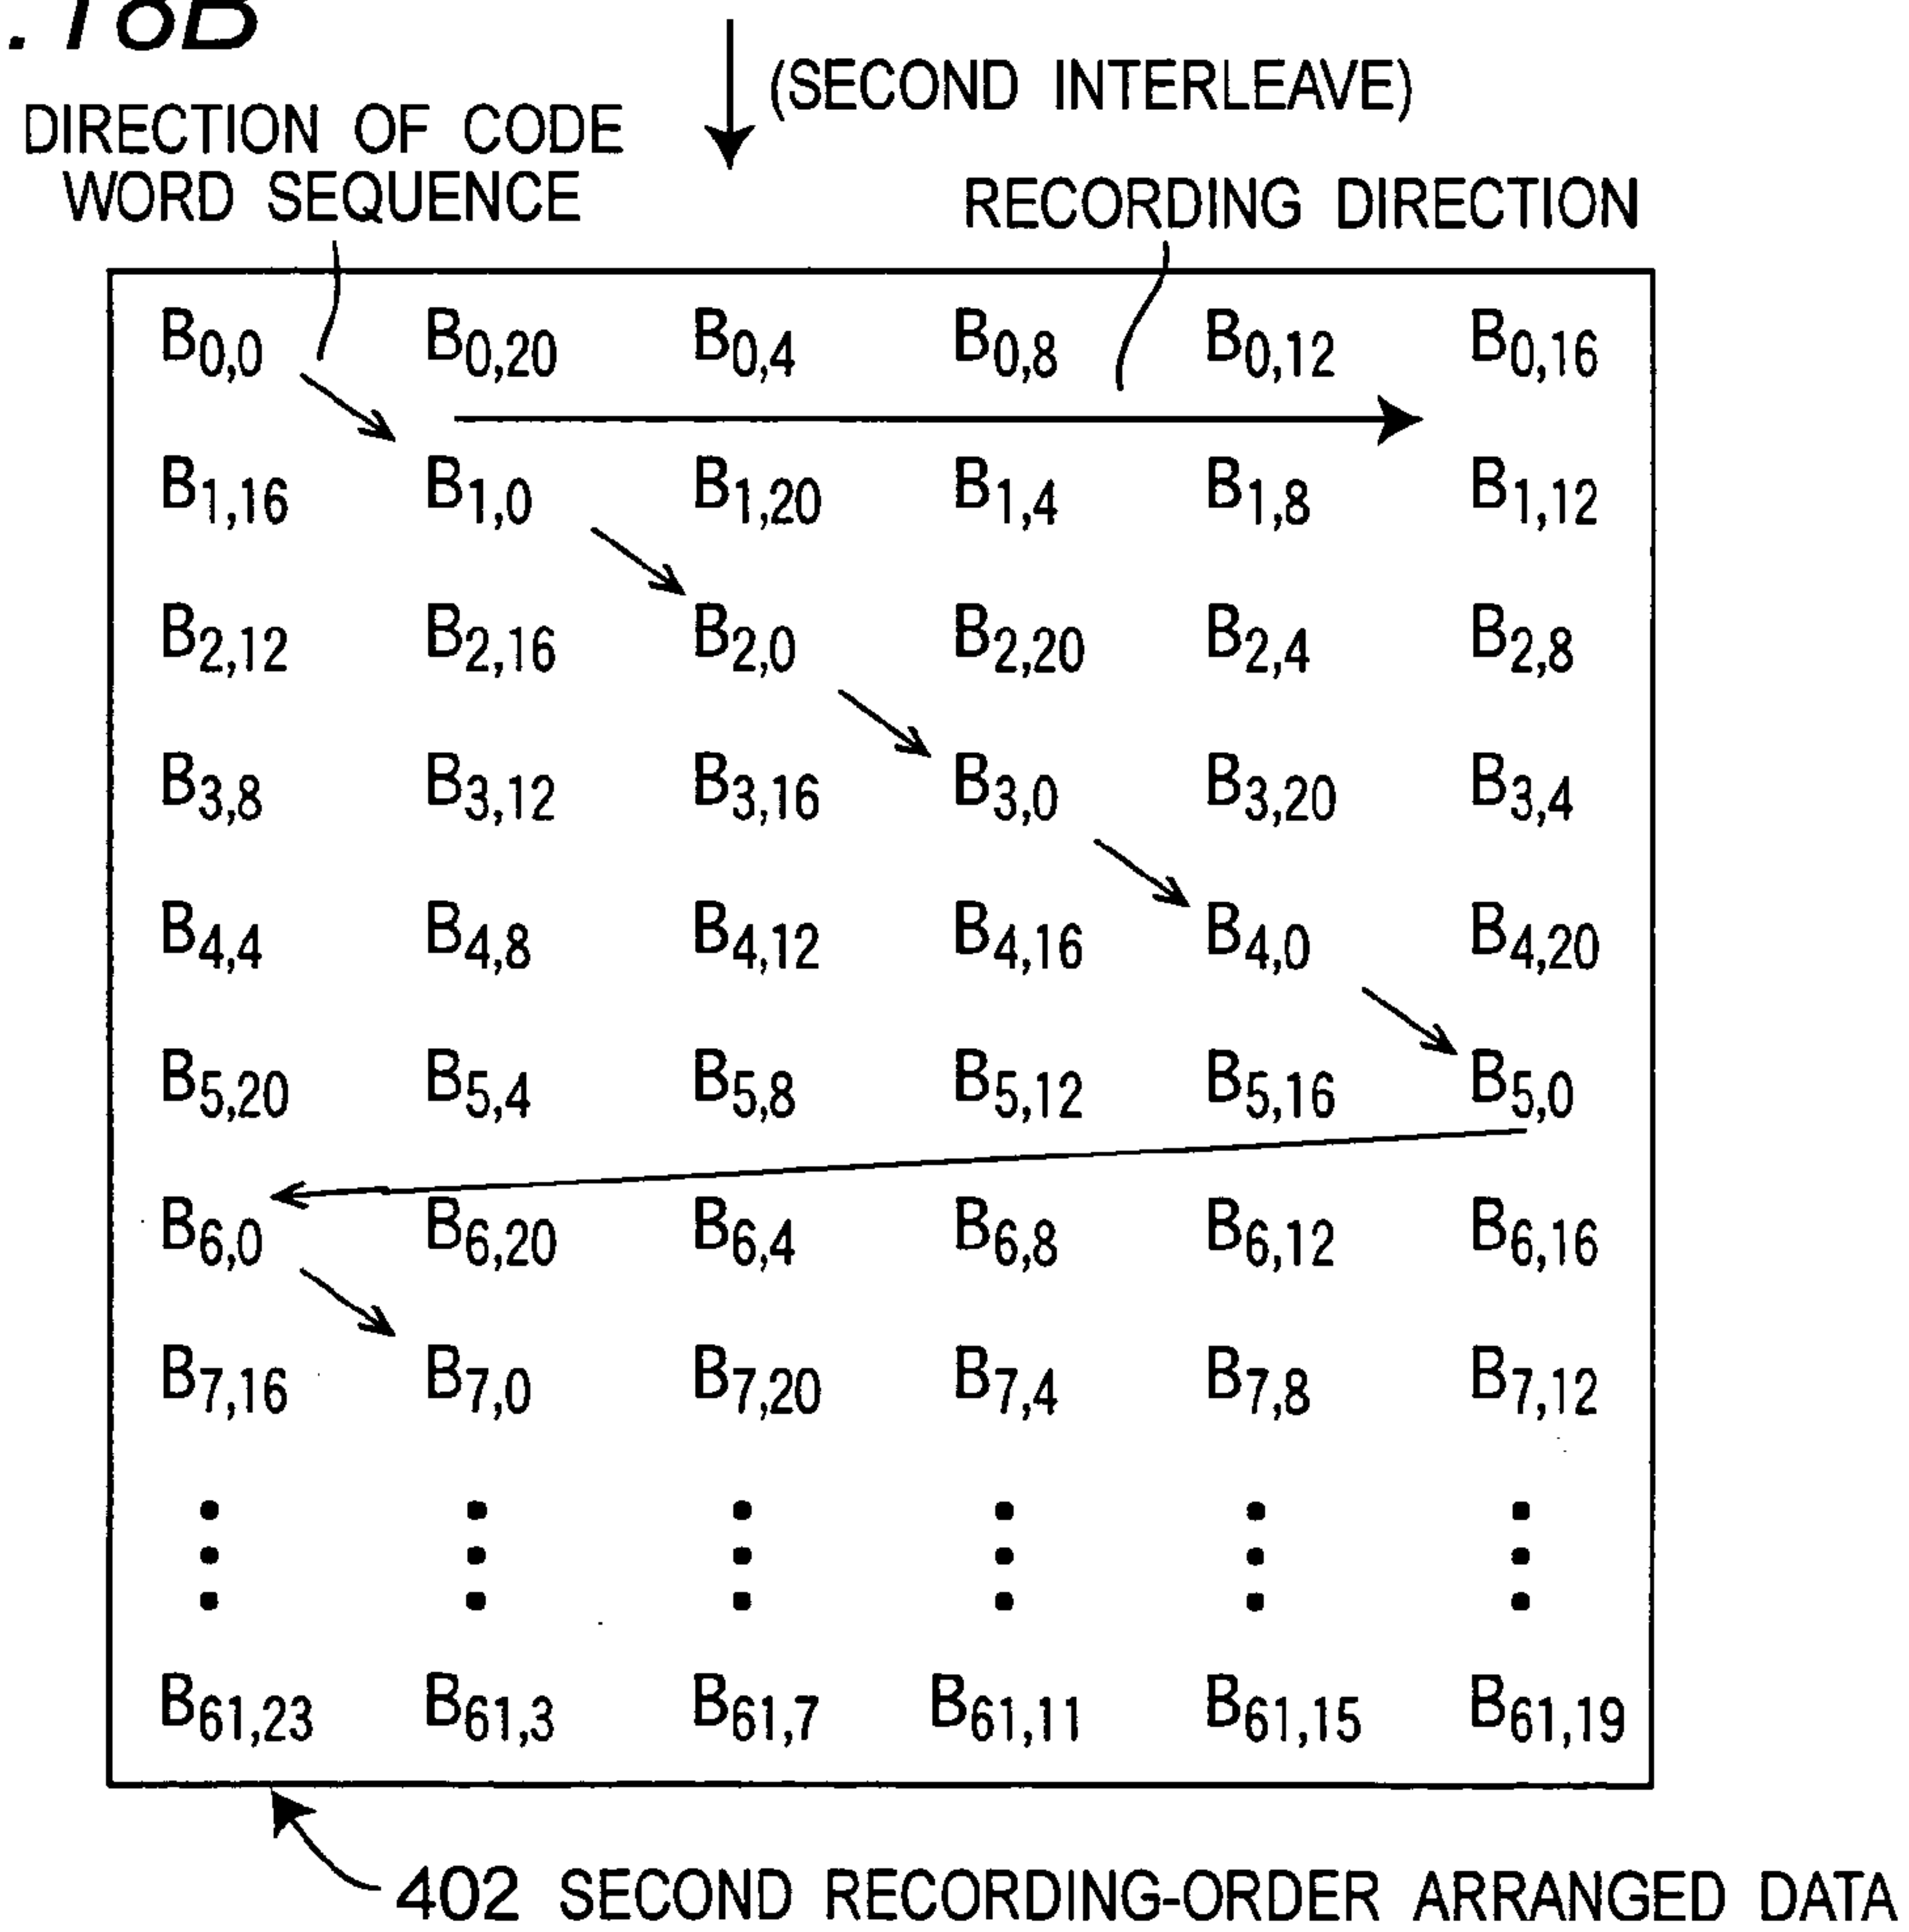 .18B
(SECOND INTERLEAVE)
DIRECTION OF CODE
WORD SEQUENCE
RECORDING DIRECTION
B0,0 B0,20 B0,4 B0,8 B0,12 B0,16
B1,16 B1,0 B1,20 B1,4 B1,8 B1,12
B2,12 B2,16 B2,0 B2,20 B2,4 B2,8
B3,8 B3,12 B3,16 B3,0 B3,20 B3,4
B4,4 B4,8 B4,12 B4,16 B4,0 B4,20
B5,20 B5,4 B5,8 B5,12 B5,16 B5,0
B6,0 B6,20 B6,4 B6,8 B6,12 B6,16
B7,16 B7,0 B7,20 B7,4 B7,8 B7,12
B61,23 B61,3 B61,7 B61,11 B61,15 B61,19
402 SECOND RECORDING-ORDER ARRANGED DATA